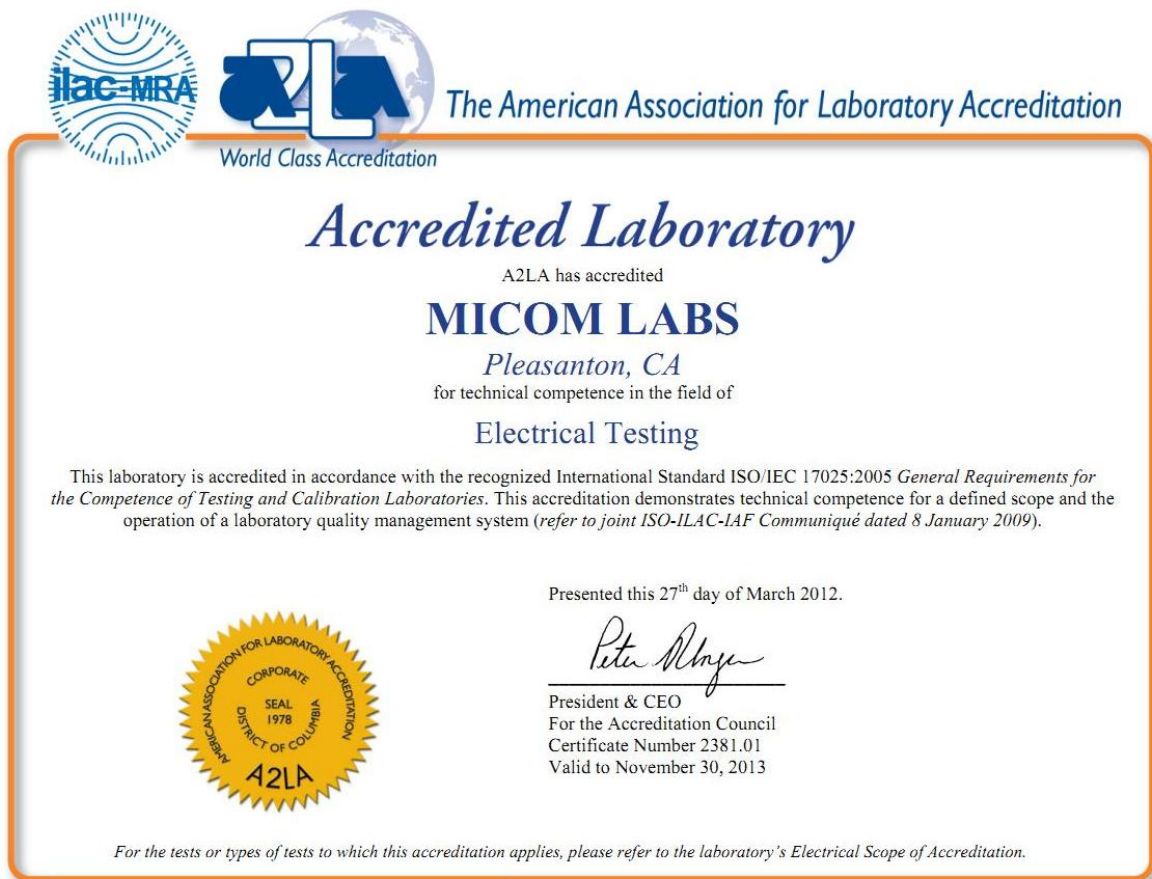 ilac-MRA
A2LA
World Class Accreditation
The American Association for Laboratory Accreditation
Accredited Laboratory
A2LA has accredited
MICOM LABS
Pleasanton, CA
for technical competence in the field of
Electrical Testing
This laboratory is accredited in accordance with the recognized International Standard ISO/IEC 17025:2005 General Requirements for
the Competence of Testing and Calibration Laboratories. This accreditation demonstrates technical competence for a defined scope and the
operation of a laboratory quality management system (refer to joint ISO-ILAC-IAF Communiqué dated 8 January 2009).
Presented this 27th day of March 2012.
President & CEO
For the Accreditation Council
Certificate Number 2381.01
Valid to November 30, 2013
AMERICAN ASSOCIATION FOR LABORATORY ACCREDITATION
CORPORATE
SEAL
1978
DISTRICT OF COLUMBIA
A2LA
For the tests or types of tests to which this accreditation applies, please refer to the laboratory's Electrical Scope of Accreditation.